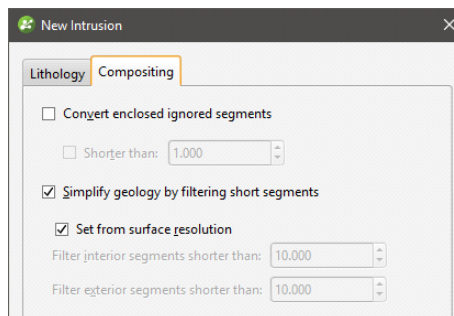 New Intrusion
Lithology Compositing
Convert enclosed ignored segments
Shorter than: 1.000
Simplify geology by filtering short segments
Set from surface resolution
Filter interior segments shorter than: 10.000
Filter exterior segments shorter than: 10.000